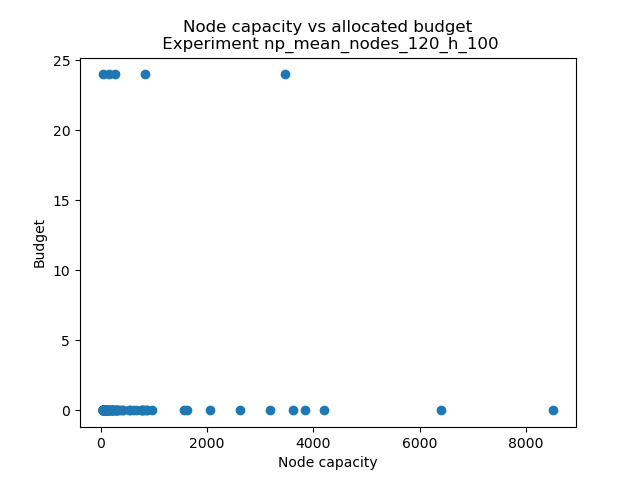 Node capacity vs allocated budget
Experiment np_mean_nodes_120_h_100
25
20
15
10
5
0
Budget
0 2000 4000 6000 8000
Node capacity